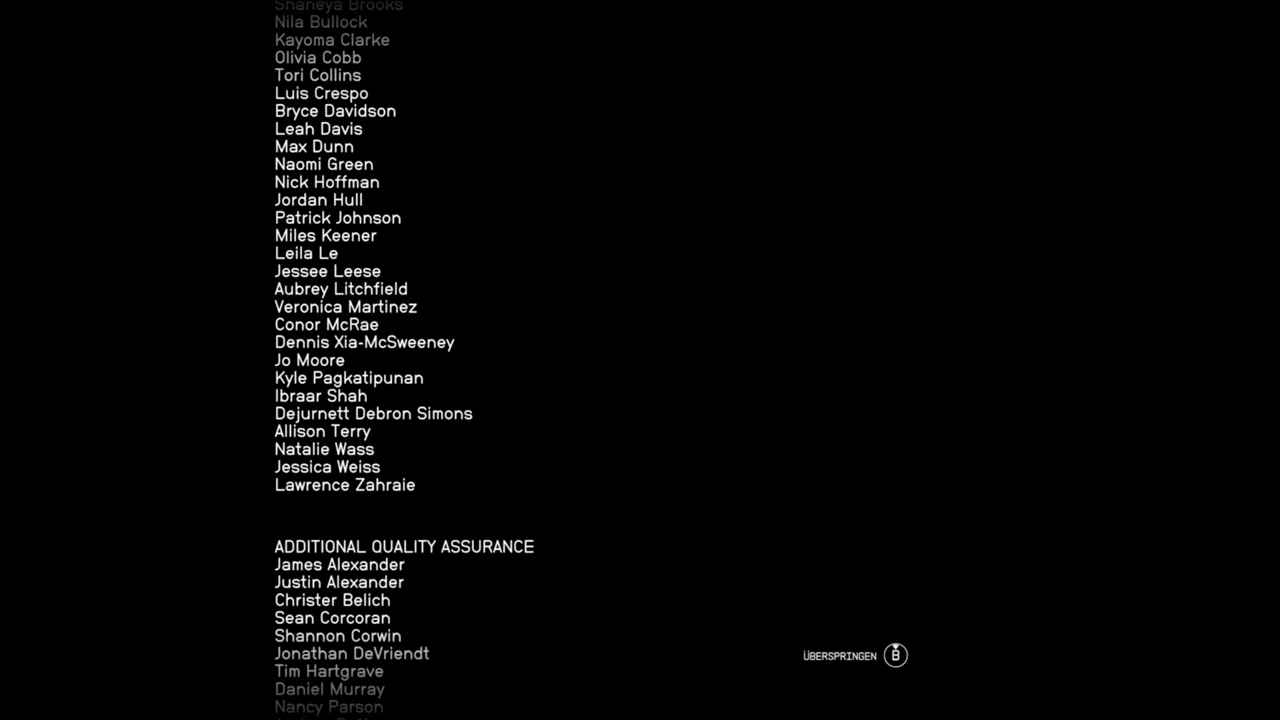 Shaneya Brooks
Nila Bullock
Kayoma Clarke
Olivia Cobb
Tori Collins
Luis Crespo
Bryce Davidson
Leah Davis
Max Dunn
Naomi Green
Nick Hoffman
Jordan Hull
Patrick Johnson
Miles Keener
Leila Le
Jessee Leese
Aubrey Litchfield
Veronica Martinez
Conor McRae
Dennis Xia-McSweeney
Jo Moore
Kyle Pagkatipunan
Ibraar Shah
Dejurnett Debron Simons
Allison Terry
Natalie Wass
Jessica Weiss
Lawrence Zahraie
ADDITIONAL QUALITY ASSURANCE
James Alexander
Justin Alexander
Christer Belich
Sean Corcoran
Shannon Corwin
Jonathan DeVriendt
ÜBERSPRINGEN B
Tim Hartgrave
Daniel Murray
Nancy Parson